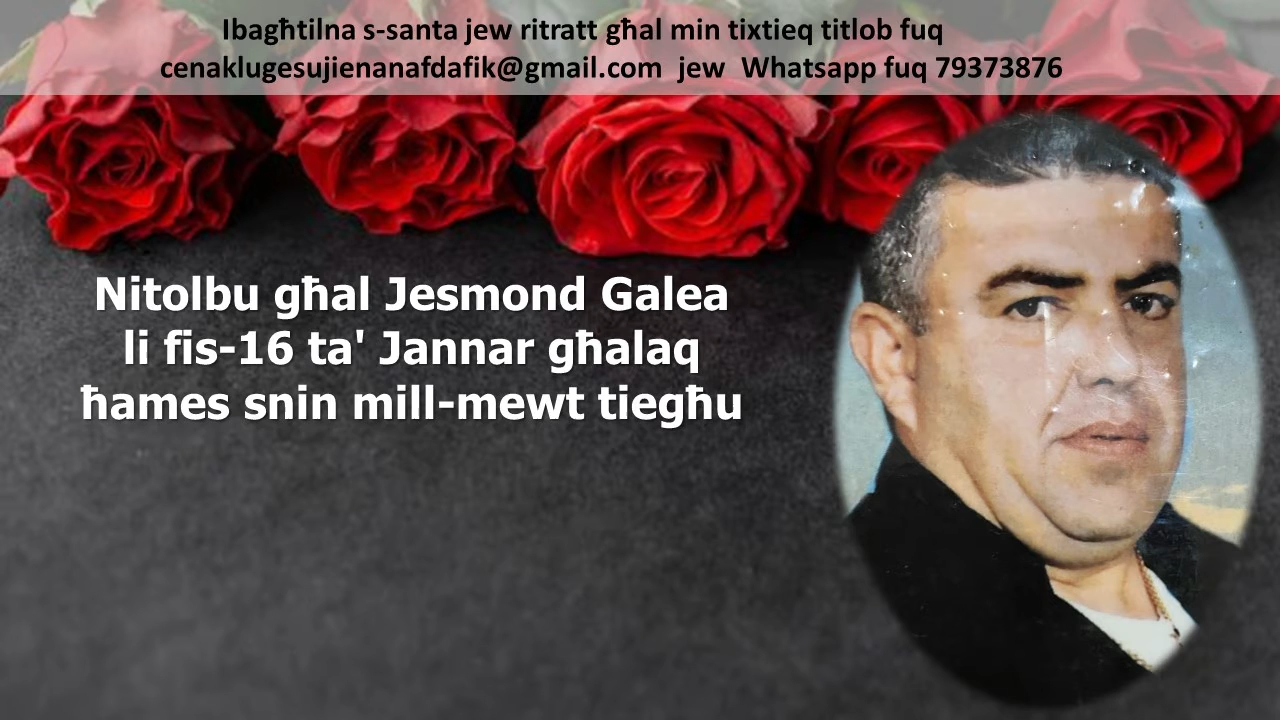 Ibagħtilna s-santa jew ritratt għal min tixtieq titlob fuq
cenaklugesujienanafdafik@gmail.com jew Whatsapp fuq 79373876
Nitolbu għal Jesmond Galea
li fis-16 ta' Jannar għalaq
ħames snin mill-mewt tiegħu